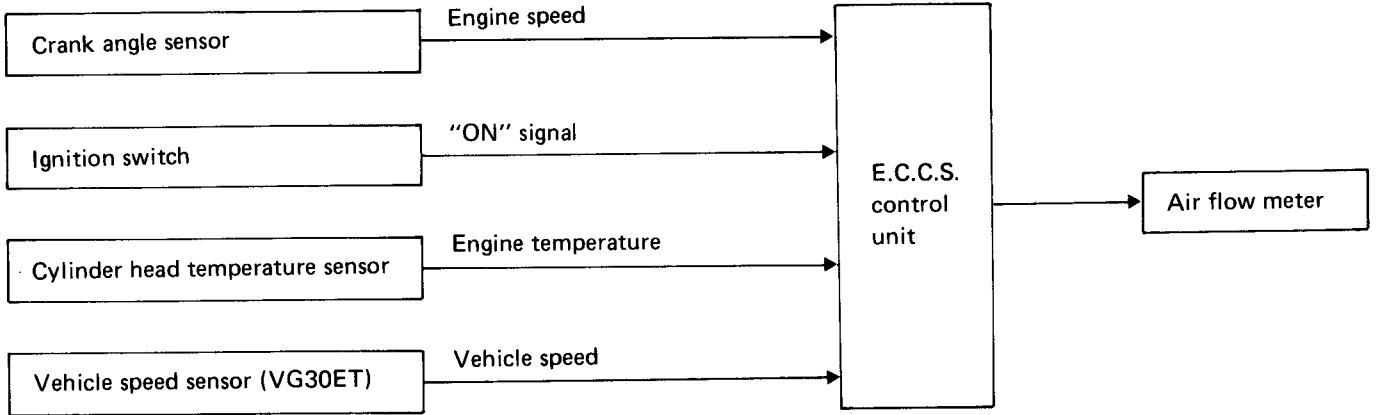 Crank angle sensor
Engine speed
Ignition switch
"ON" signal
Cylinder head temperature sensor
Engine temperature
Vehicle speed sensor (VG30ET)
Vehicle speed
E.C.C.S.
control
unit
Air flow meter